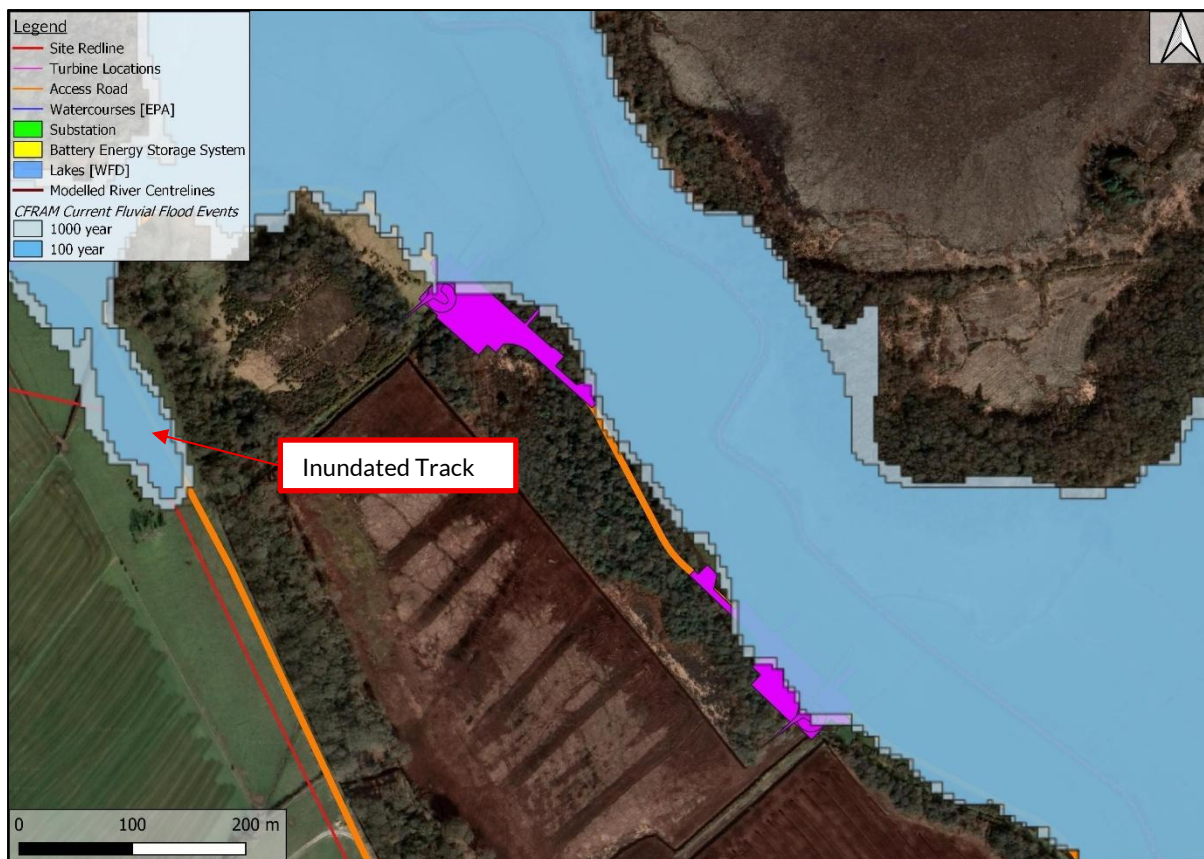 Legend
Site Redline
Turbine Locations
Access Road
Watercourses [EPA]
Substation
Battery Energy Storage System
Lakes [WFD]
Modelled River Centrelines
CFRAM Current Fluvial Flood Events
1000 year
100 year
Inundated Track
0 100 200 m